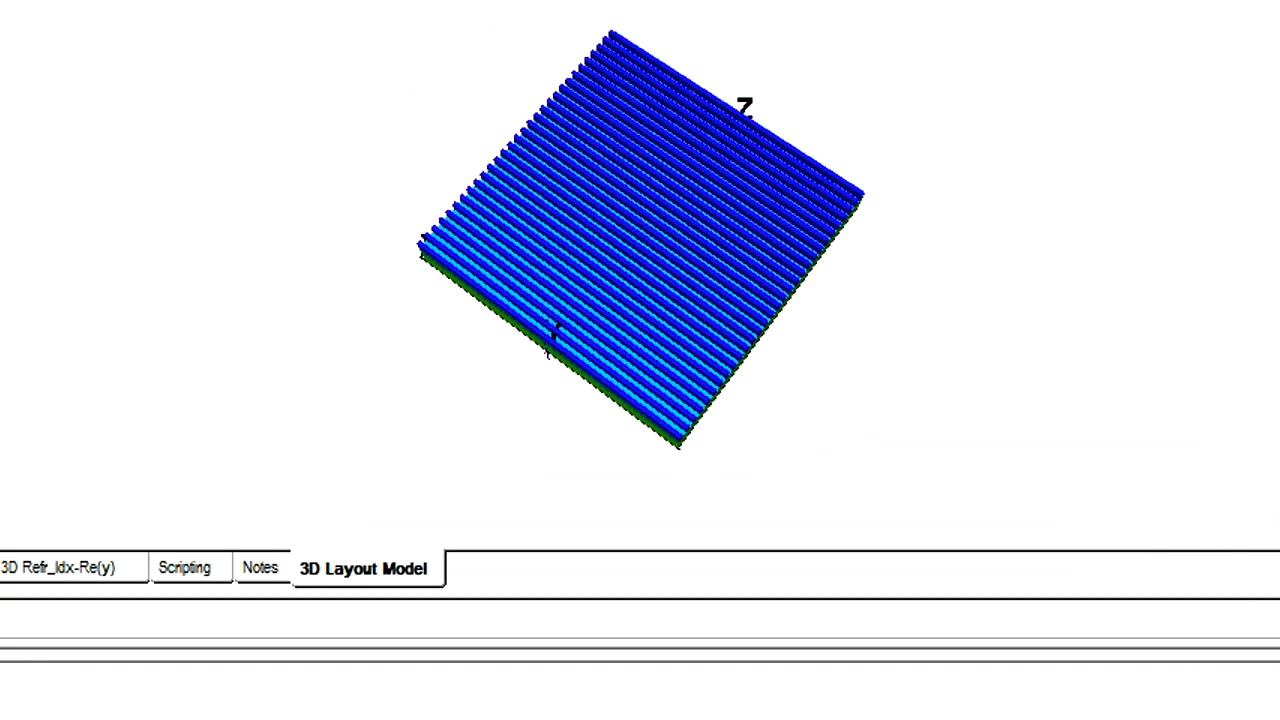 Z
3D Refr_Idx-Re(y)
Scripting
Notes
3D Layout Model